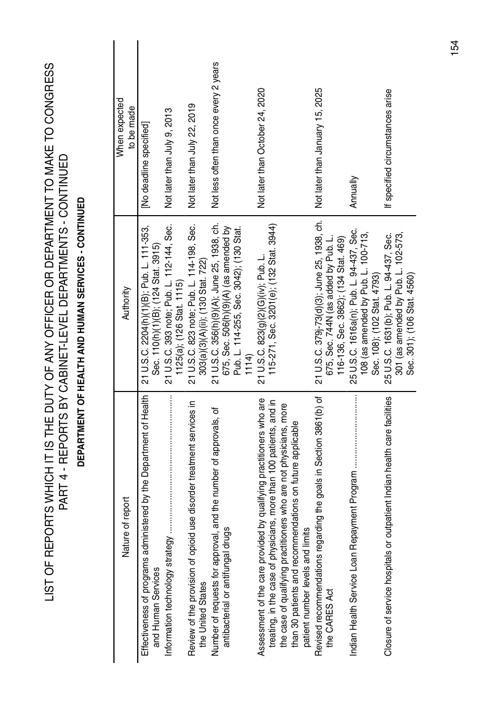 LIST OF REPORTS WHICH IT IS THE DUTY OF ANY OFFICER OR DEPARTMENT TO MAKE TO CONGRESS
PART 4 - REPORTS BY CABINET-LEVEL DEPARTMENTS - CONTINUED
DEPARTMENT OF HEALTH AND HUMAN SERVICES - CONTINUED
Nature of report
Authority
When expected
to be made
Effectiveness of programs administered by the Department of Health
and Human Services
21 U.S.C. 2204(h)(1)(B); Pub. L. 111-353,
Sec. 110(h)(1)(B); (124 Stat. 3915)
[No deadline specified]
Information technology strategy
21 U.S.C. 393 note; Pub. L. 112-144, Sec.
1125(a); (126 Stat. 1115)
Not later than July 9, 2013
Review of the provision of opioid use disorder treatment services in
the United States
21 U.S.C. 823 note; Pub. L. 114-198, Sec.
303(a)(3)(A)(ii); (130 Stat. 722)
Not later than July 22, 2019
Number of requests for approval, and the number of approvals, of
antibacterial or antifungal drugs
21 U.S.C. 356(h)(9)(A); June 25, 1938, ch.
675, Sec. 506(h)(9)(A) (as amended by
Pub. L. 114-255, Sec. 3042); (130 Stat.
1114)
Not less often than once every 2 years
Assessment of the care provided by qualifying practitioners who are
treating, in the case of physicians, more than 100 patients, and in
the case of qualifying practitioners who are not physicians, more
than 30 patients and recommendations on future applicable
patient number levels and limits
21 U.S.C. 823(g)(2)(G)(iv); Pub. L.
115-271, Sec. 3201(e); (132 Stat. 3944)
Not later than October 24, 2020
Revised recommendations regarding the goals in Section 3861(b) of
the CARES Act
21 U.S.C. 379j-73(d)(3); June 25, 1938, ch.
675, Sec. 744N (as added by Pub. L.
116-136, Sec. 3862); (134 Stat. 469)
Not later than January 15, 2025
Indian Health Service Loan Repayment Program
25 U.S.C. 1616a(n); Pub. L. 94-437, Sec.
108 (as amended by Pub. L. 100-713,
Sec. 108); (102 Stat. 4793)
Annually
Closure of service hospitals or outpatient Indian health care facilities
25 U.S.C. 1631(b); Pub. L. 94-437, Sec.
301 (as amended by Pub. L. 102-573,
Sec. 301); (106 Stat. 4560)
If specified circumstances arise
154